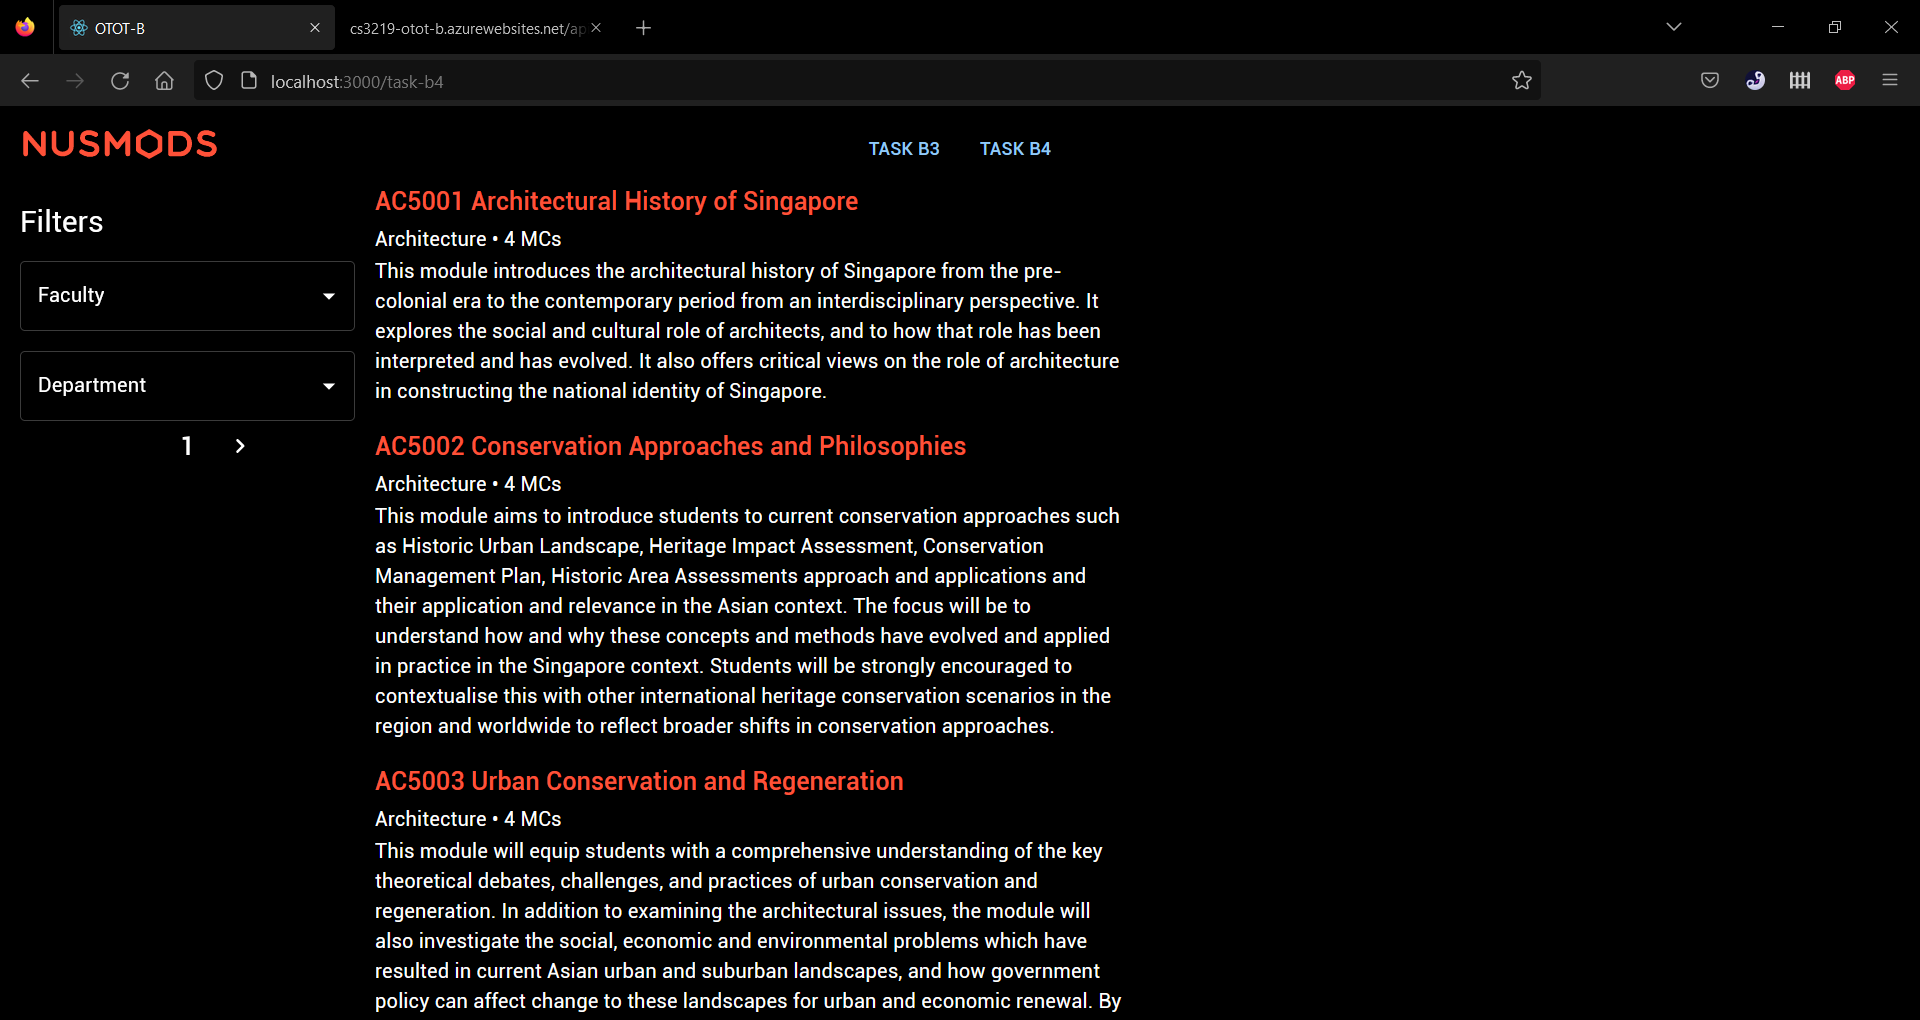 OTOT-B
cs3219-otot-b.azurewebsites.net/ap
localhost:3000/task-b4
ABP
NUSMODS
TASK B3 TASK B4
Filters
Faculty
Department
1
AC5001 Architectural History of Singapore
Architecture • 4 MCs
This module introduces the architectural history of Singapore from the pre-
colonial era to the contemporary period from an interdisciplinary perspective. It
explores the social and cultural role of architects, and to how that role has been
interpreted and has evolved. It also offers critical views on the role of architecture
in constructing the national identity of Singapore.
AC5002 Conservation Approaches and Philosophies
Architecture • 4 MCs
This module aims to introduce students to current conservation approaches such
as Historic Urban Landscape, Heritage Impact Assessment, Conservation
Management Plan, Historic Area Assessments approach and applications and
their application and relevance in the Asian context. The focus will be to
understand how and why these concepts and methods have evolved and applied
in practice in the Singapore context. Students will be strongly encouraged to
contextualise this with other international heritage conservation scenarios in the
region and worldwide to reflect broader shifts in conservation approaches.
AC5003 Urban Conservation and Regeneration
Architecture • 4 MCs
This module will equip students with a comprehensive understanding of the key
theoretical debates, challenges, and practices of urban conservation and
regeneration. In addition to examining the architectural issues, the module will
also investigate the social, economic and environmental problems which have
resulted in current Asian urban and suburban landscapes, and how government
policy can affect change to these landscapes for urban and economic renewal. By